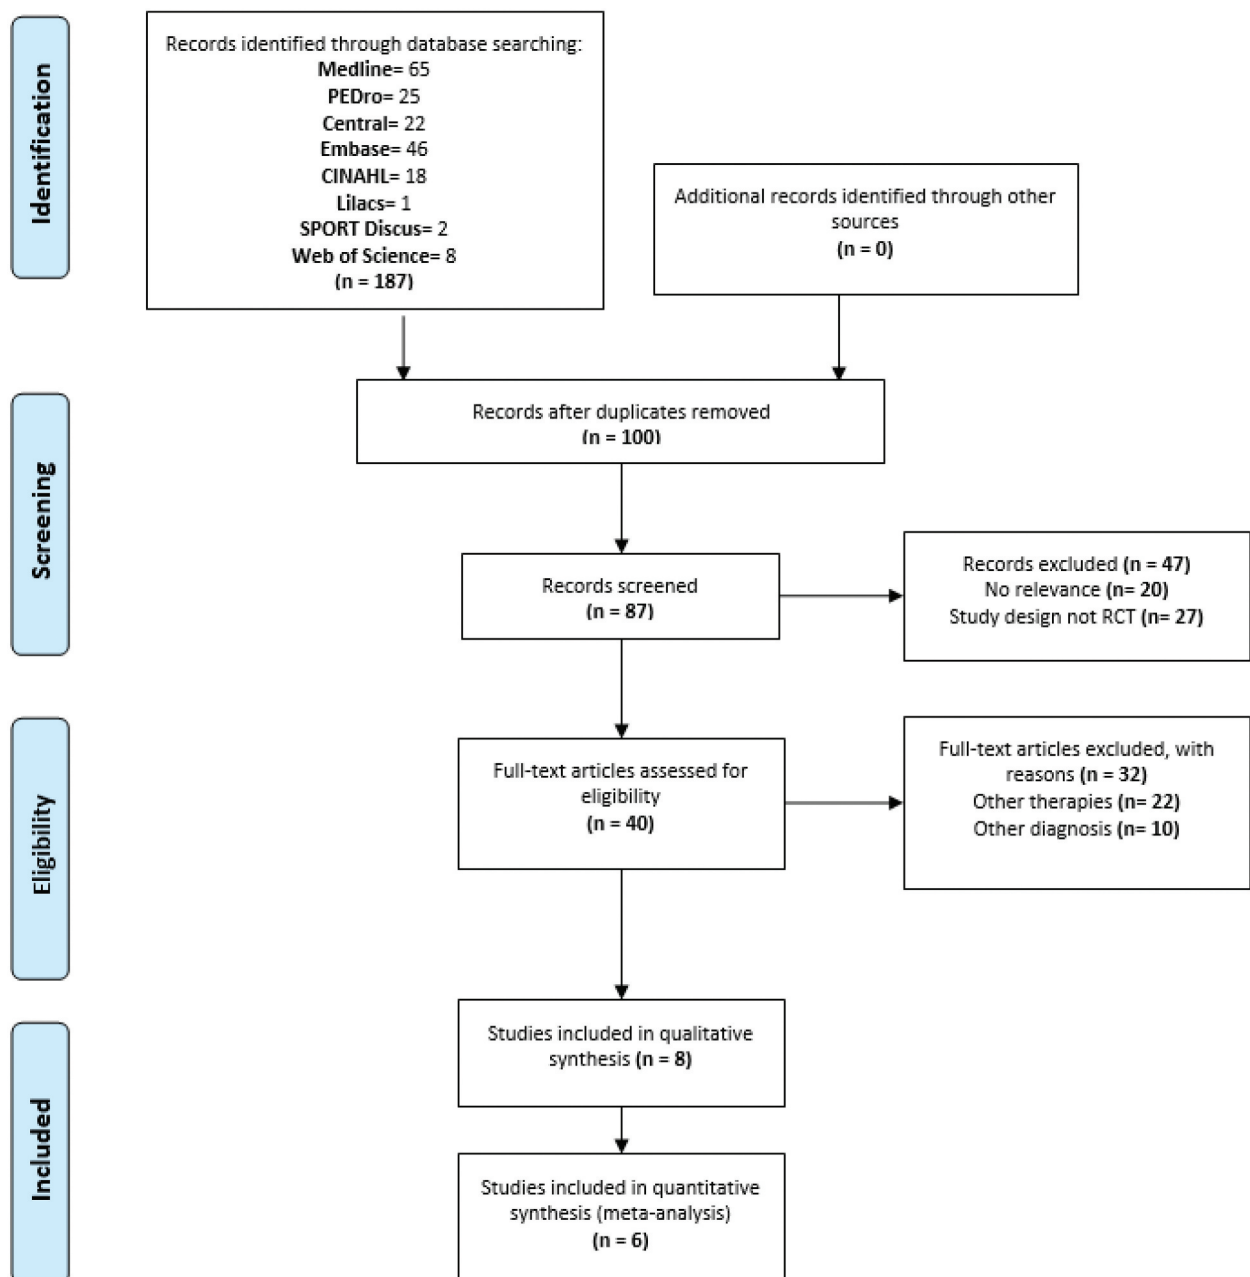 Identification
Records identified through database searching:
Medline= 65
PEDro= 25
Central= 22
Embase= 46
CINAHL= 18
Lilacs= 1
SPORT Discus= 2
Web of Science= 8
(n = 187)
Additional records identified through other
sources
(n = 0)
Screening
Records after duplicates removed
(n = 100)
Records screened
(n = 87)
Records excluded (n = 47)
No relevance (n= 20)
Study design not RCT (n= 27)
Eligibility
Full-text articles assessed for
eligibility
(n = 40)
Full-text articles excluded, with
reasons (n = 32)
Other therapies (n= 22)
Other diagnosis (n= 10)
Included
Studies included in qualitative
synthesis (n = 8)
Studies included in quantitative
synthesis (meta-analysis)
(n = 6)